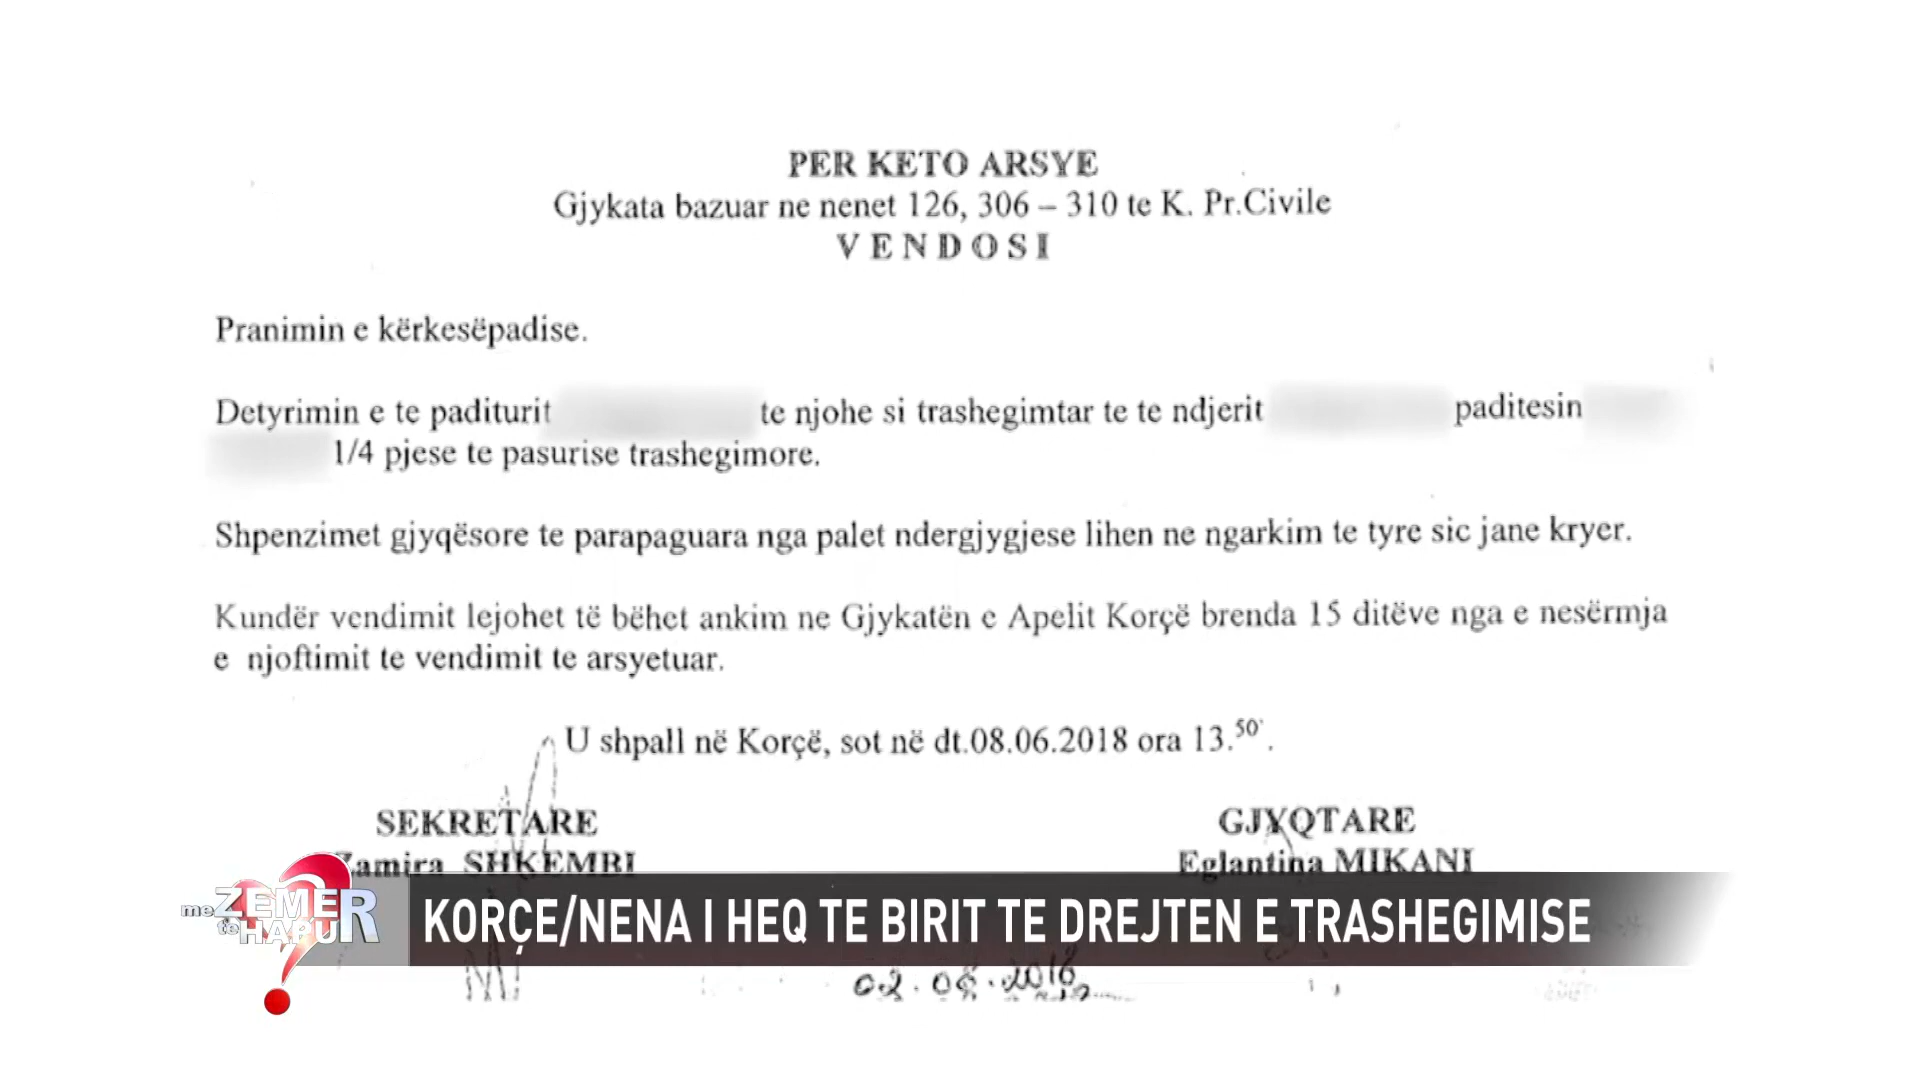 PER KETO ARSYE
Gjykata bazuar ne nenet 126, 306 – 310 te K. Pr.Civile
V E N D O S I
Pranimin e kërkesëpadise.
Detyrimin e te paditurit te njohe si trashegimtar te te ndjerit paditesin
1/4 pjese te pasurise trashegimore.
Shpenzimet gjyqësore te parapaguara nga palet ndergjygjese lihen ne ngarkim te tyre sic jane kryer.
Kundër vendimit lejohet të bëhet ankim ne Gjykatën e Apelit Korçë brenda 15 ditëve nga e nesërmja
e njoftimit te vendimit te arsyetuar.
U shpall në Korçë, sot në dt.08.06.2018 ora 13.50'.
SEKRETARE GJYQTARE
Zamira SHKEMBI Eglantina MIKANI
me ZEMER
të HAPUR
KORÇE/NENA I HEQ TE BIRIT TE DREJTEN E TRASHEGIMISE